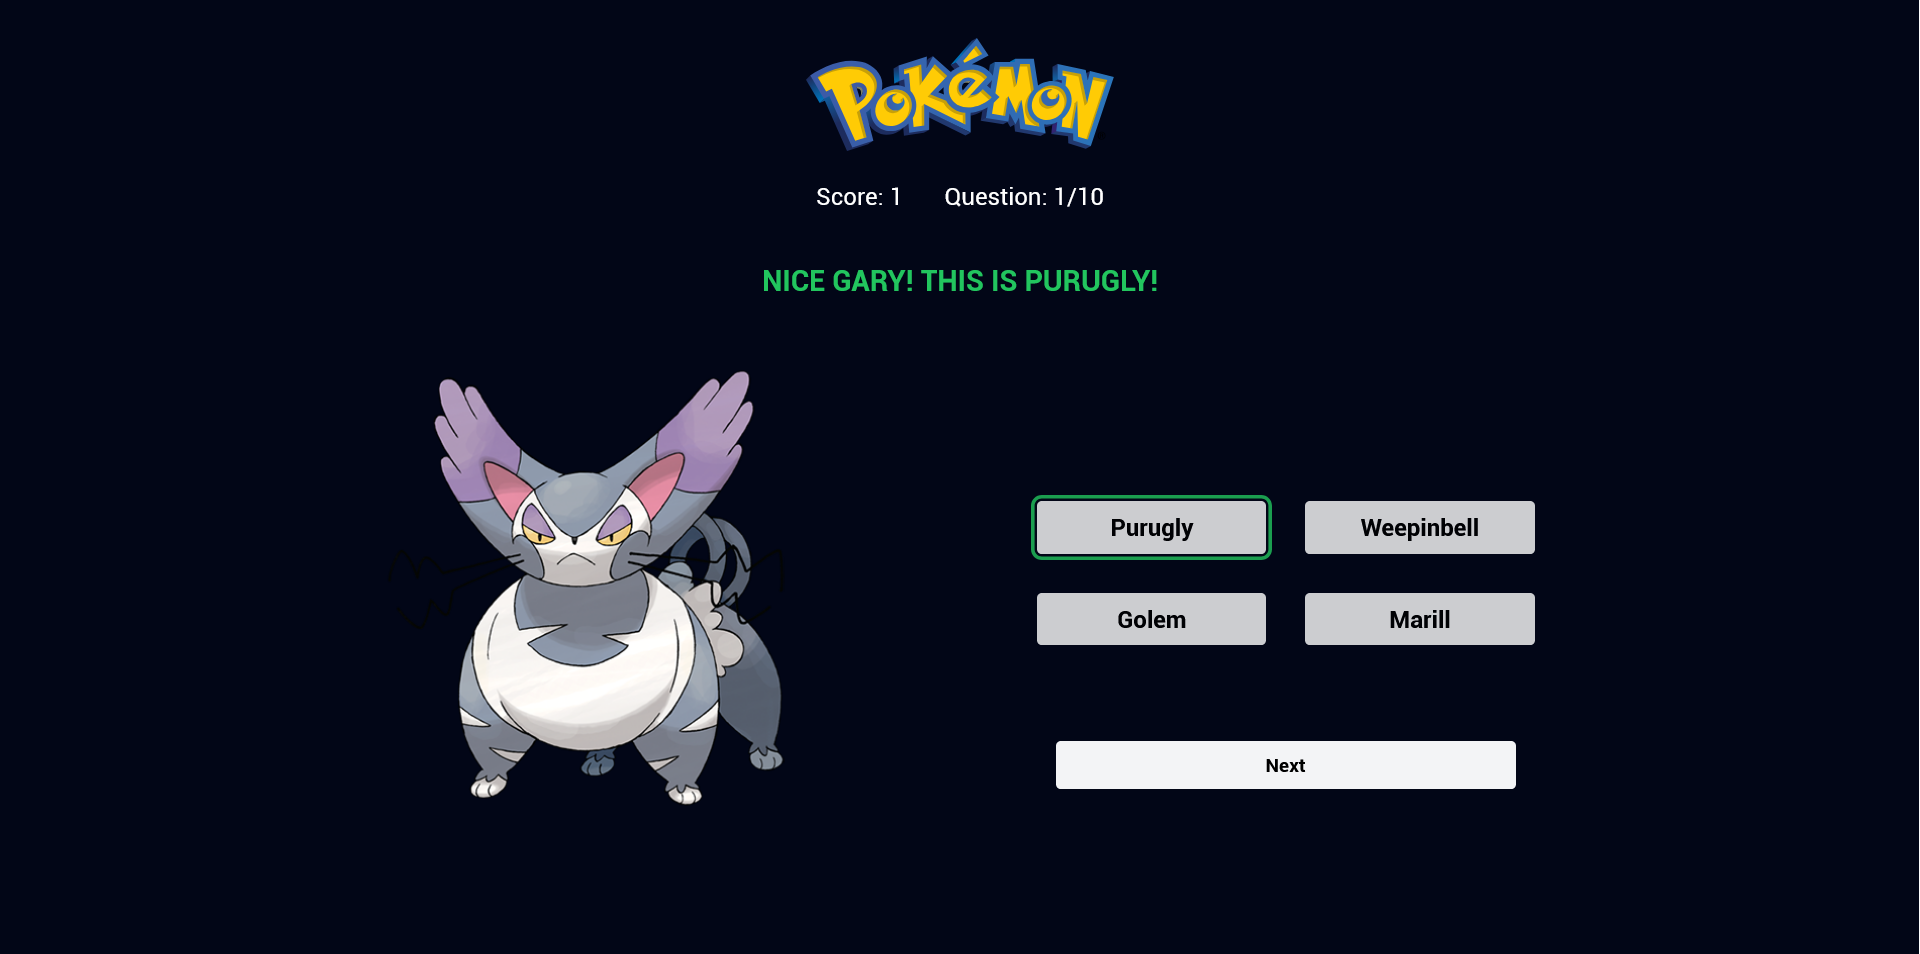 POKéMON
Score: 1 Question: 1/10
NICE GARY! THIS IS PURUGLY!
Purugly
Weepinbell
Golem
Marill
Next